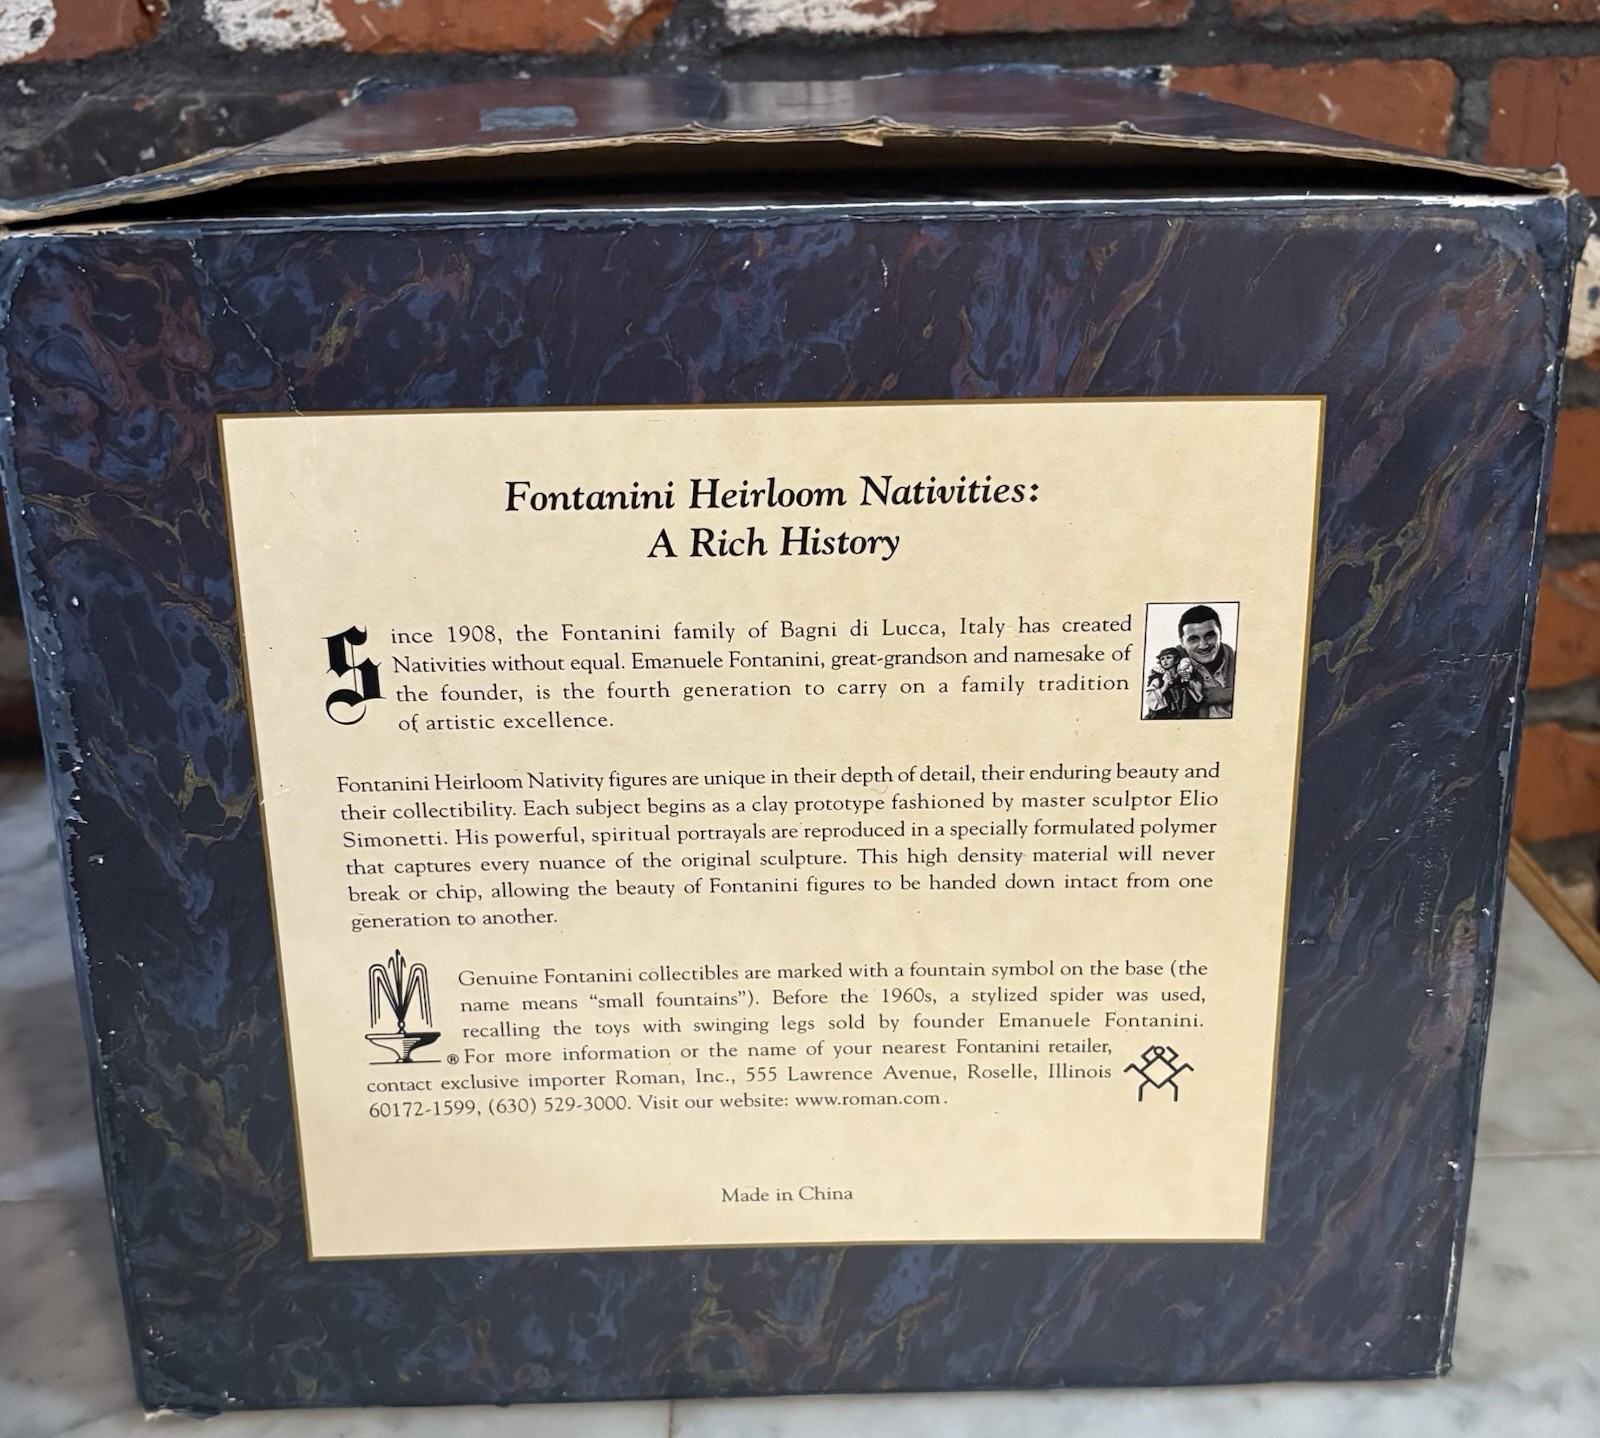 Fontanini Heirloom Nativities:
A Rich History
Since 1908, the Fontanini family of Bagni di Lucca, Italy has created
Nativities without equal. Emanuele Fontanini, great-grandson and namesake of
the founder, is the fourth generation to carry on a family tradition
of artistic excellence.
Fontanini Heirloom Nativity figures are unique in their depth of detail, their enduring beauty and
their collectibility. Each subject begins as a clay prototype fashioned by master sculptor Elio
Simonetti. His powerful, spiritual portrayals are reproduced in a specially formulated polymer
that captures every nuance of the original sculpture. This high density material will never
break or chip, allowing the beauty of Fontanini figures to be handed down intact from one
generation to another.
Genuine Fontanini collectibles are marked with a fountain symbol on the base (the
name means “small fountains”). Before the 1960s, a stylized spider was used,
recalling the toys with swinging legs sold by founder Emanuele Fontanini.
® For more information or the name of your nearest Fontanini retailer,
contact exclusive importer Roman, Inc., 555 Lawrence Avenue, Roselle, Illinois
60172-1599, (630) 529-3000. Visit our website: www.roman.com.
Made in China